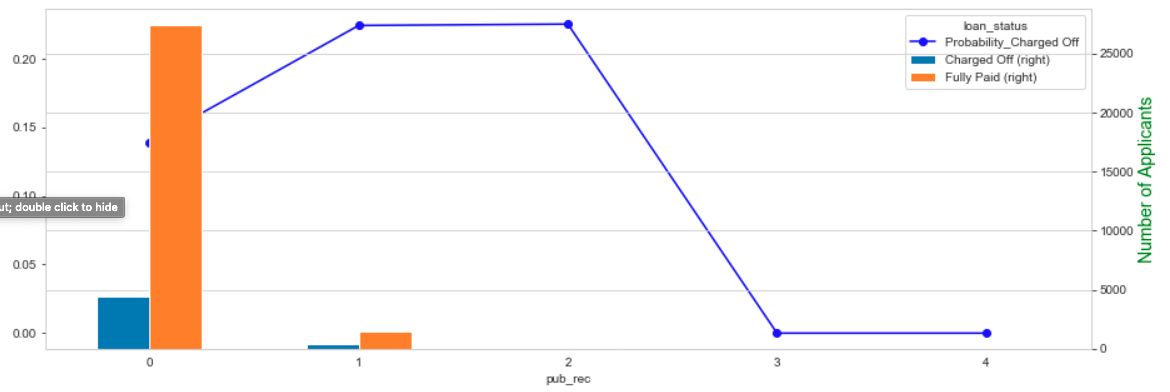 loan_status
Probability_Charged Off
Charged Off (right)
Fully Paid (right)
0.20
0.15
0.10
0.05
0.00
ut; double click to hide
25000
20000
15000
10000
5000
0
Number of Applicants
0 1 2 3 4
pub_rec